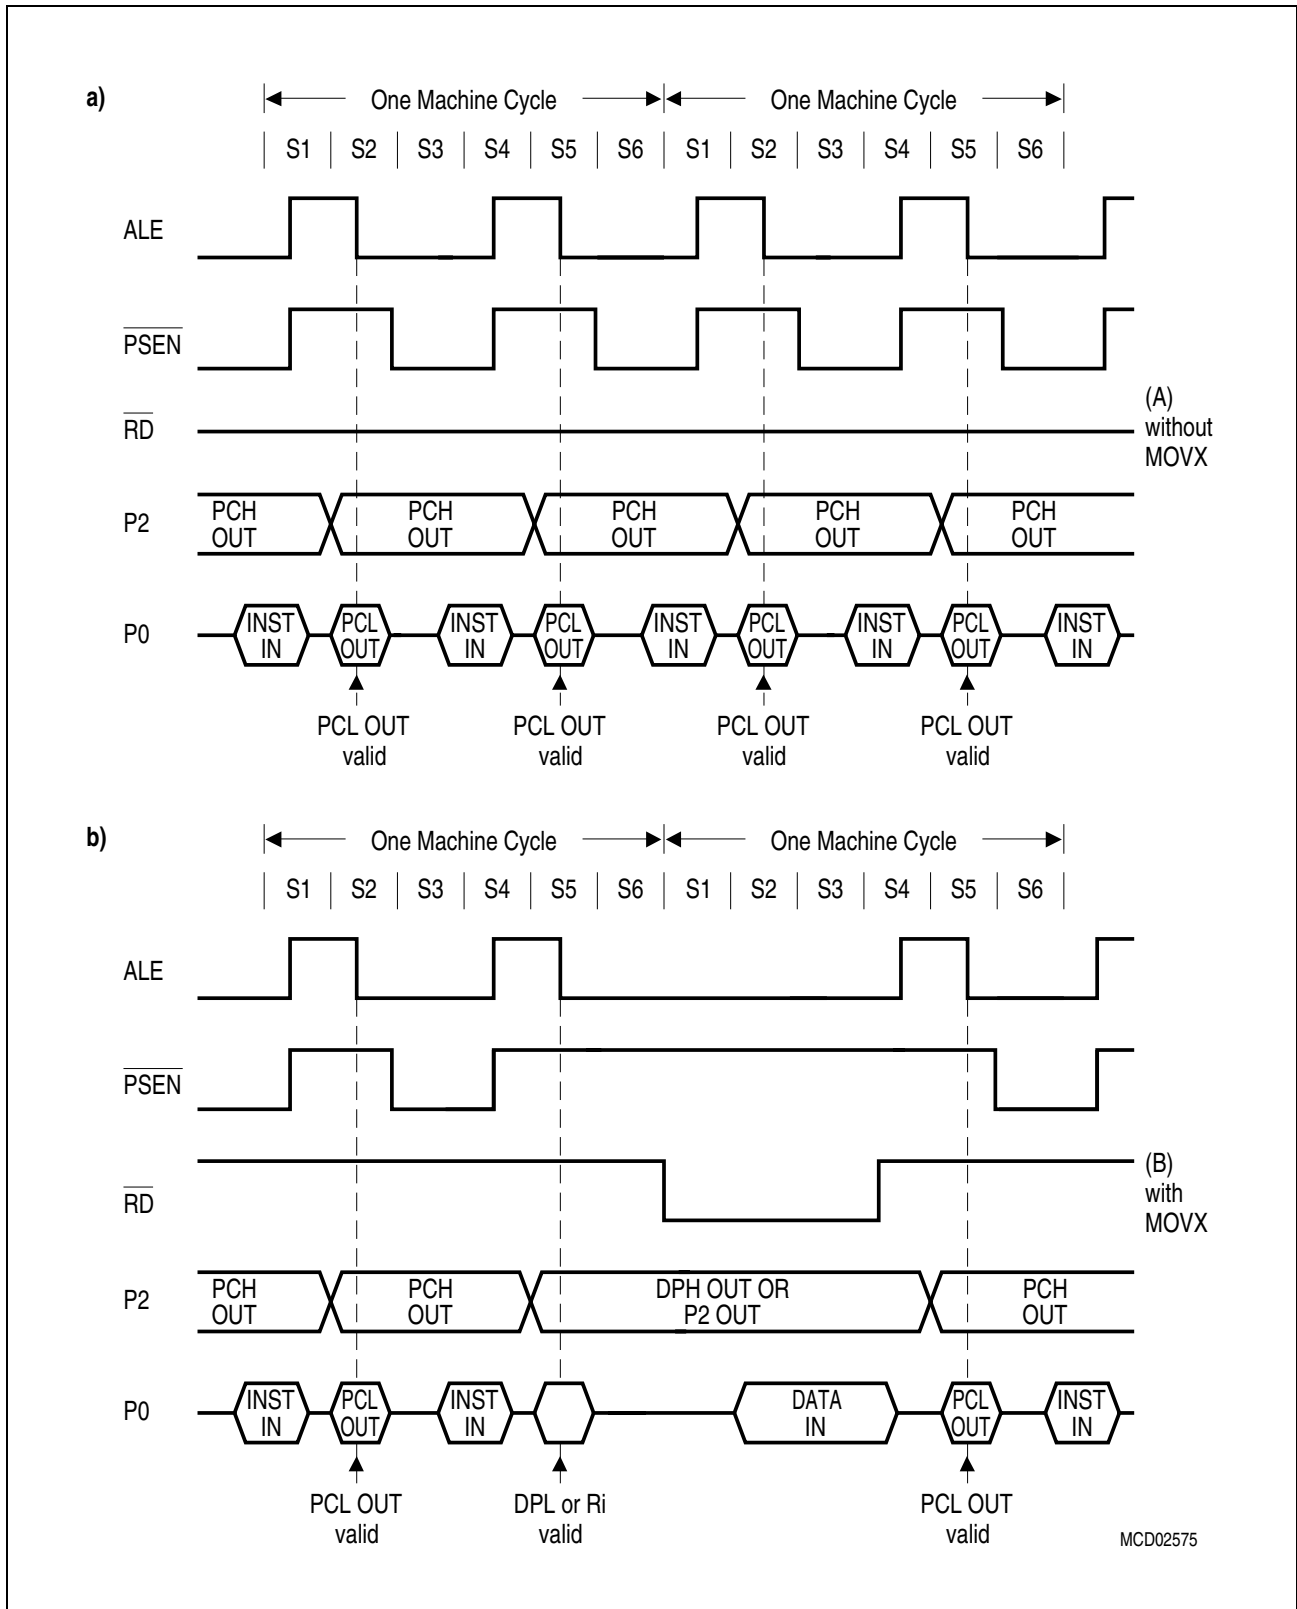 a)
One Machine Cycle One Machine Cycle
S1 S2 S3 S4 S5 S6 S1 S2 S3 S4 S5 S6
ALE
PSEN
RD
(A)
without
MOVX
P2
PCH OUT
PCH OUT
PCH OUT
PCH OUT
PCH OUT
P0
INST IN
PCL OUT
INST IN
PCL OUT
INST IN
PCL OUT
INST IN
PCL OUT
INST IN
PCL OUT valid
PCL OUT valid
PCL OUT valid
PCL OUT valid
b)
One Machine Cycle One Machine Cycle
S1 S2 S3 S4 S5 S6 S1 S2 S3 S4 S5 S6
ALE
PSEN
RD
(B)
with
MOVX
P2
PCH OUT
PCH OUT
DPH OUT OR
P2 OUT
PCH OUT
P0
INST IN
PCL OUT
INST IN
DATA IN
PCL OUT
INST IN
PCL OUT valid
DPL or Ri valid
PCL OUT valid
MCD02575